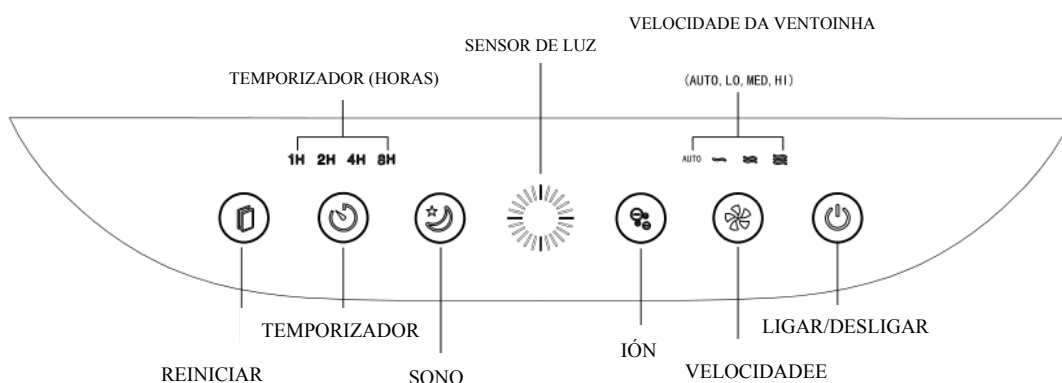 VELOCIDADE DA VENTOINHA
SENSOR DE LUZ
TEMPORIZADOR (HORAS)
(AUTO, LO, MED, HI)
1H 2H 4H 8H
AUTO
TEMPORIZADOR
LIGAR/DESLIGAR
IÓN
REINICIAR
SONO
VELOCIDADEE